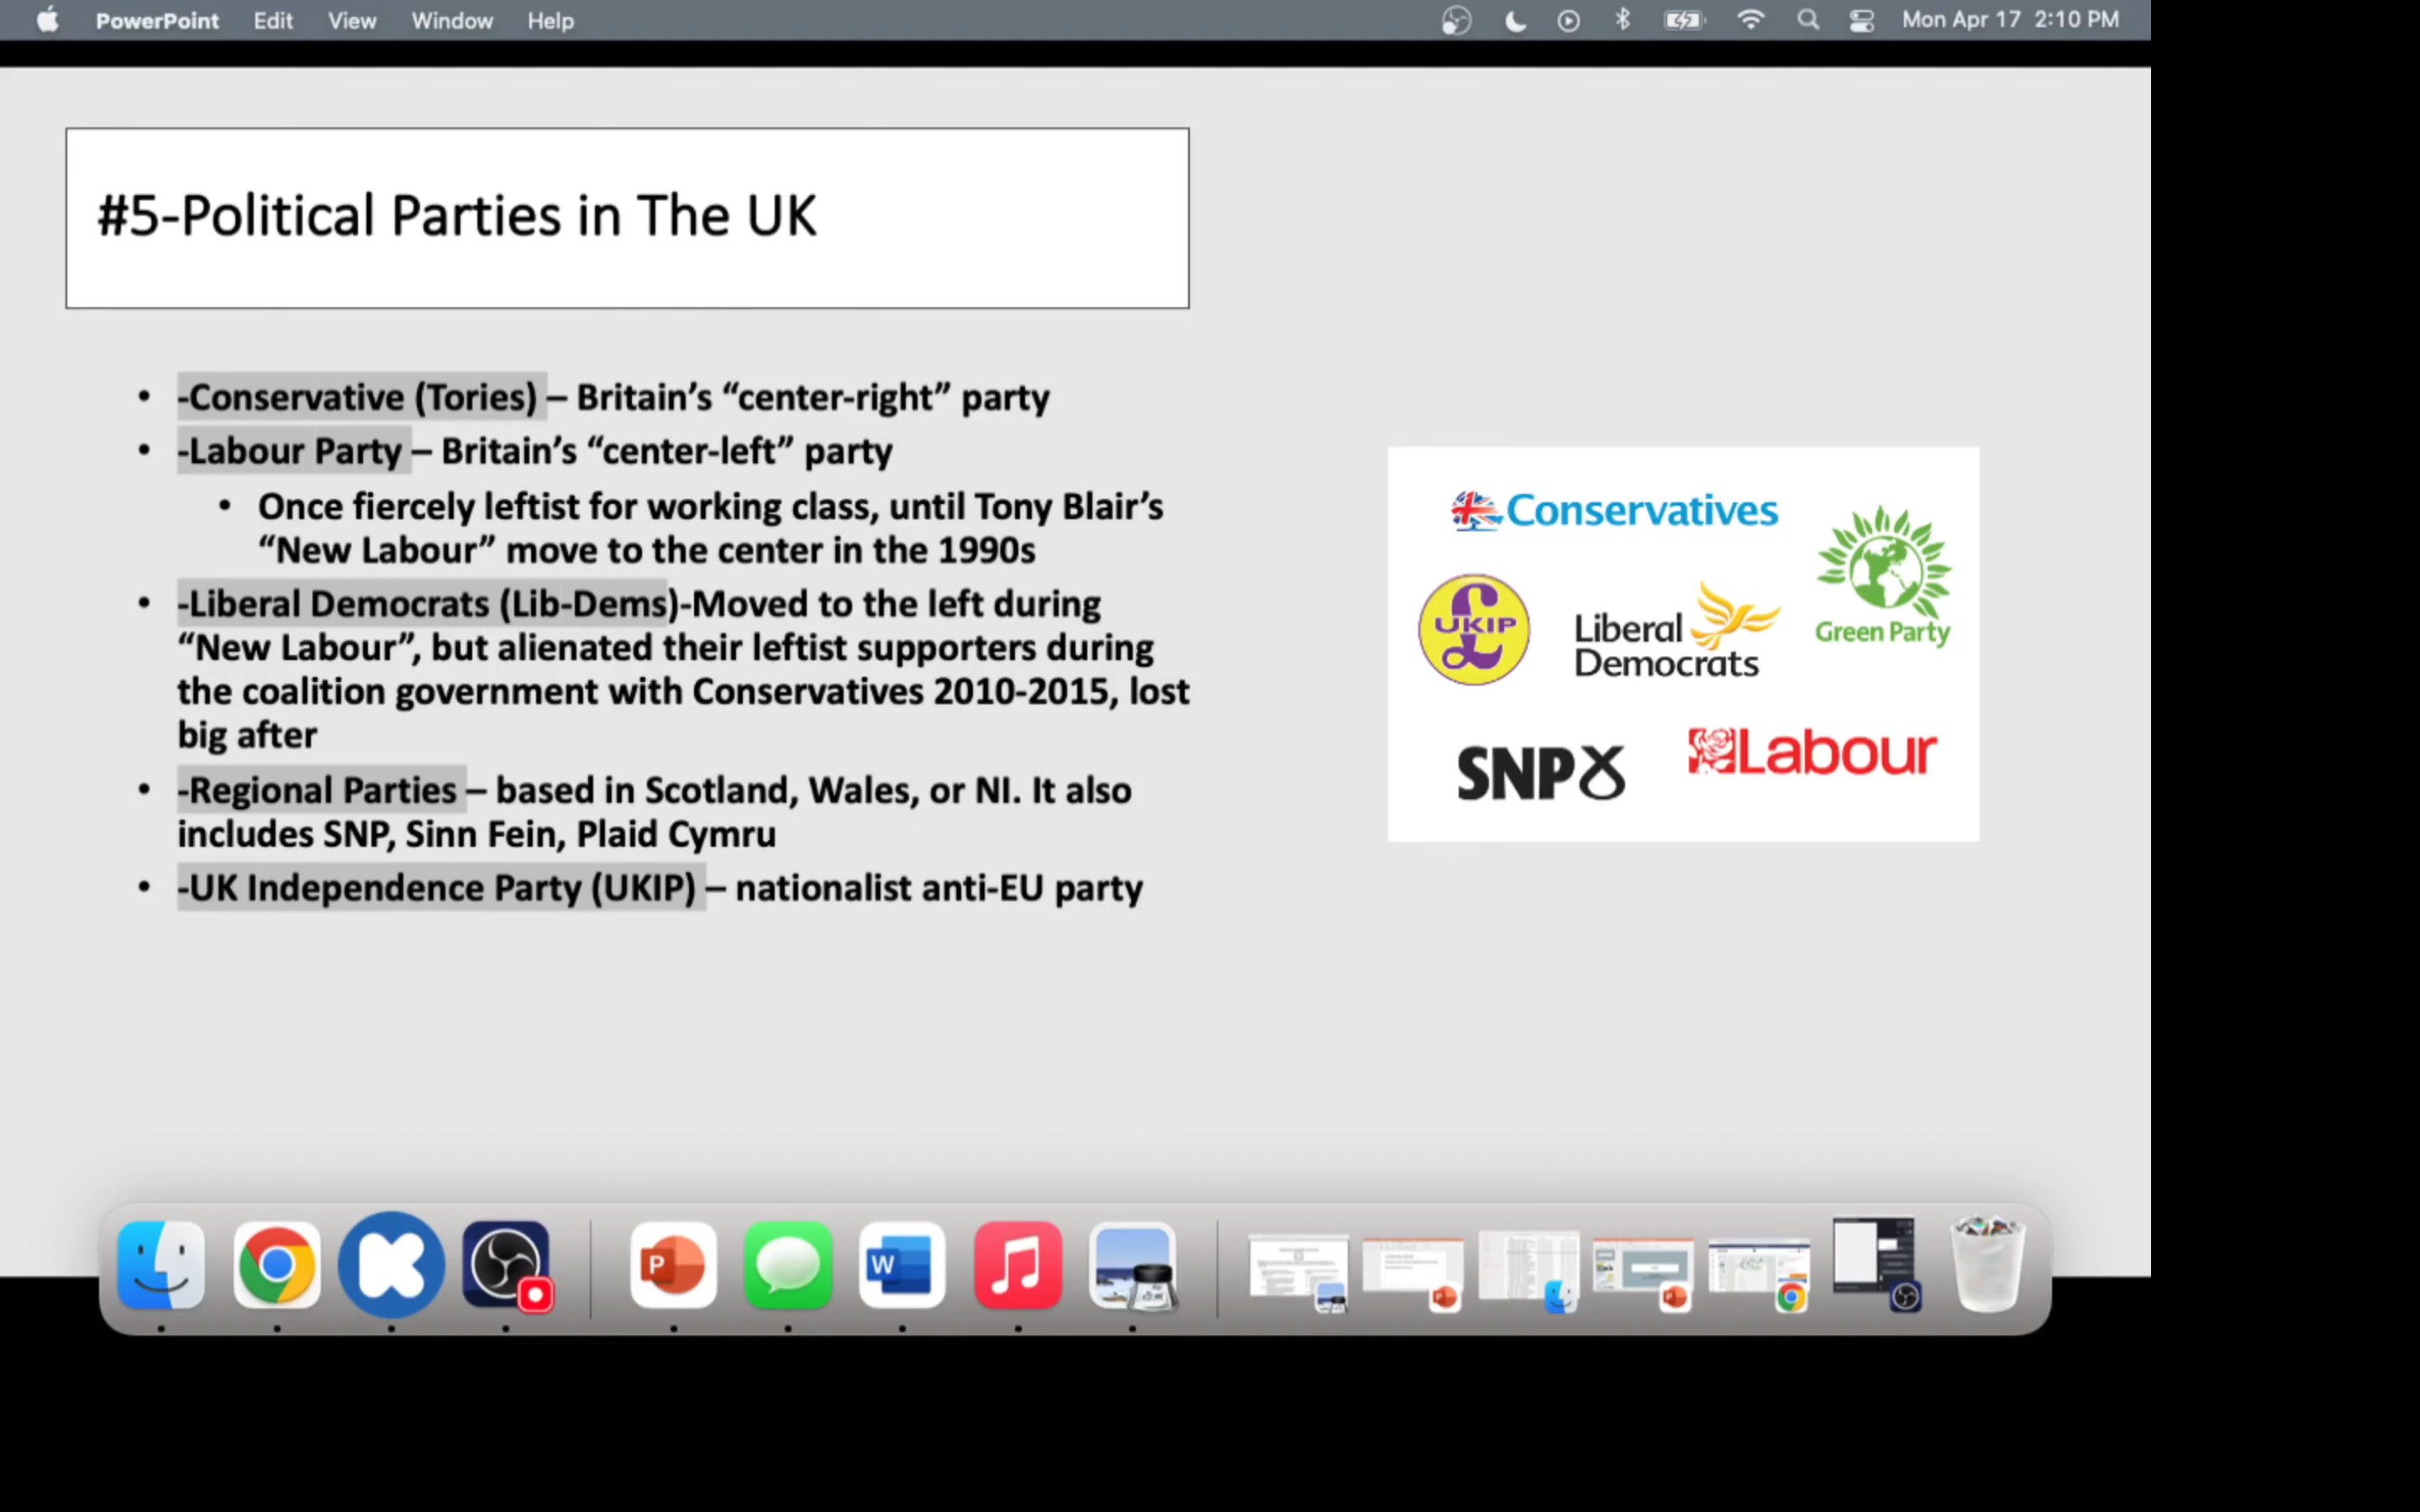 PowerPoint Edit View Window Help Mon Apr 17 2:10 PM
#5-Political Parties in The UK
• -Conservative (Tories) – Britain’s “center-right” party
• -Labour Party – Britain’s “center-left” party
• Once fiercely leftist for working class, until Tony Blair’s
“New Labour” move to the center in the 1990s
• -Liberal Democrats (Lib-Dems)-Moved to the left during
“New Labour”, but alienated their leftist supporters during
the coalition government with Conservatives 2010-2015, lost
big after
• -Regional Parties – based in Scotland, Wales, or NI. It also
includes SNP, Sinn Fein, Plaid Cymru
• -UK Independence Party (UKIP) – nationalist anti-EU party
Conservatives
UKIP
Liberal
Democrats
Green Party
SNP
Labour
P
W